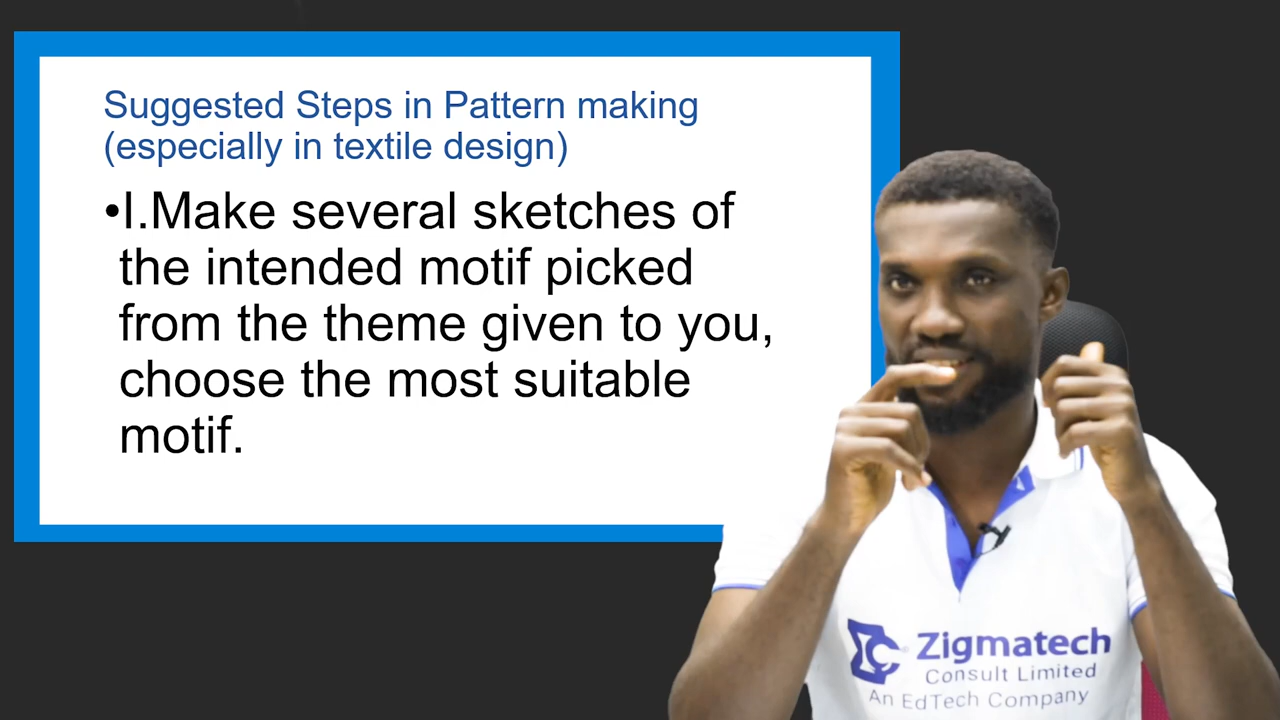 Suggested Steps in Pattern making
(especially in textile design)
•I.Make several sketches of
the intended motif picked
from the theme given to you,
choose the most suitable
motif.
Zigmatech
Consult Limited
An EdTech Company